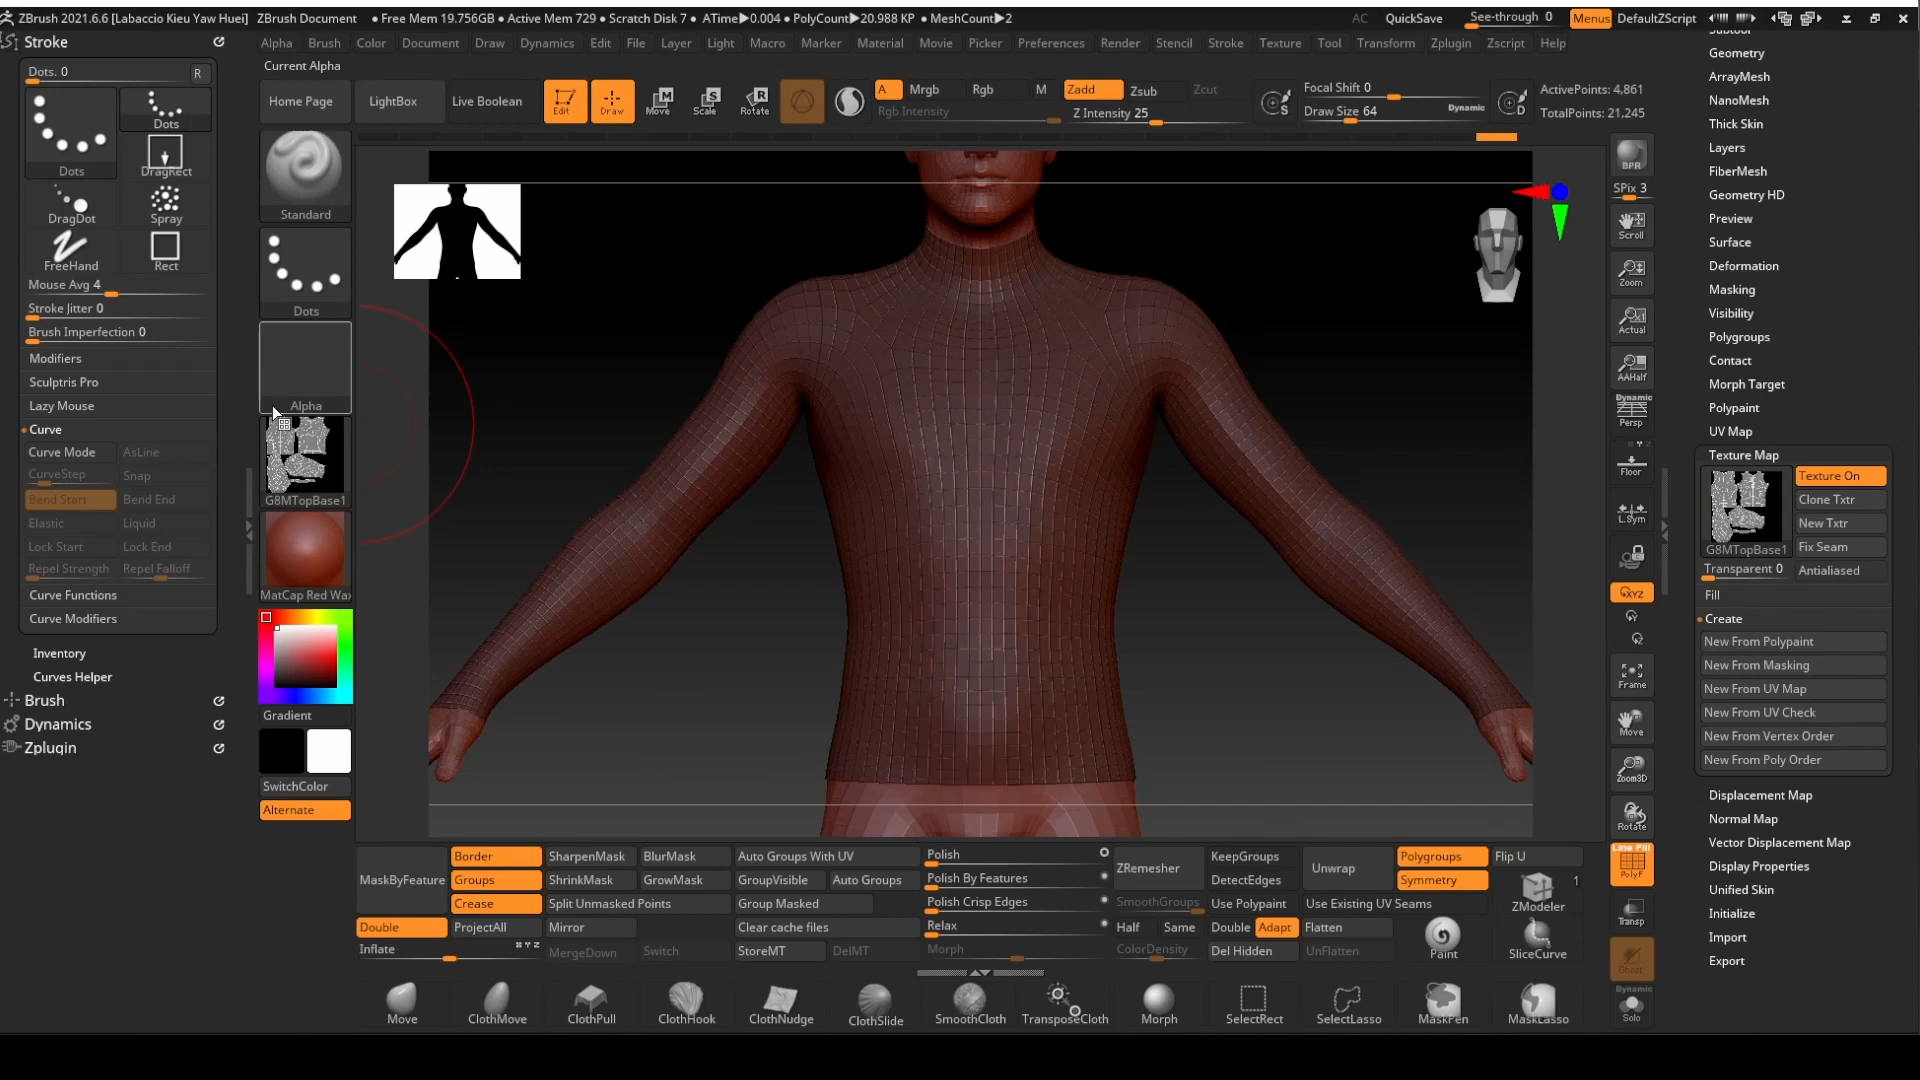 ZBrush 2021.6.6 [Labaccio Kieu Yaw Huei] ZBrush Document • Free Mem 19.756GB • Active Mem 729 • Scratch Disk 7 • ATime▶0.004 • PolyCount▶20.988 KP • MeshCount▶2 AC QuickSave See-through 0 Menus DefaultZScript
Alpha Brush Color Document Draw Dynamics Edit File Layer Light Macro Marker Material Movie Picker Preferences Render Stencil Stroke Texture Tool Transform Zplugin Zscript Help
Current Alpha
Stroke
Dots. 0 R
Dots
Dots
DragRect
DragDot Spray
FreeHand Rect
Mouse Avg 4
Stroke Jitter 0
Brush Imperfection 0
Modifiers
Sculptris Pro
Lazy Mouse
Curve
Curve Mode AsLine
CurveStep Snap
Bend Start Bend End
Elastic Liquid
Lock Start Lock End
Repel Strength Repel Falloff
Curve Functions
Curve Modifiers
Inventory
Curves Helper
Brush
Dynamics
Zplugin
Home Page LightBox Live Boolean Edit Draw Move Scale Rotate
A Mrgb Rgb M Zadd Zsub Zcut
Rgb Intensity Z Intensity 25
S Focal Shift 0
Draw Size 64 Dynamic
D ActivePoints: 4,861
TotalPoints: 21,245
Standard
Dots
Alpha
G8MTopBase1
MatCap Red Wax
Gradient
SwitchColor
Alternate
BPR
SPix 3
Scroll
Zoom
Actual
AAHalf
Dynamic
Persp
Floor
L.Sym
XYZ
Frame
Move
Zoom3D
Rotate
Line Fill
PolyF
Transp
Ghost
Dynamic
Solo
Subtool
Geometry
ArrayMesh
NanoMesh
Thick Skin
Layers
FiberMesh
Geometry HD
Preview
Surface
Deformation
Masking
Visibility
Polygroups
Contact
Morph Target
Polypaint
UV Map
Texture Map
Texture On
Clone Txtr
New Txtr
G8MTopBase1 Fix Seam
Transparent 0 Antialiased
Fill
Create
New From Polypaint
New From Masking
New From UV Map
New From UV Check
New From Vertex Order
New From Poly Order
Displacement Map
Normal Map
Vector Displacement Map
Display Properties
Unified Skin
Initialize
Import
Export
MaskByFeature Border SharpenMask BlurMask Auto Groups With UV Polish ZRemesher KeepGroups Unwrap Polygroups Flip U
Groups ShrinkMask GrowMask GroupVisible Auto Groups Polish By Features DetectEdges Symmetry ZModeler 1
Crease Split Unmasked Points Group Masked Polish Crisp Edges SmoothGroups Use Polypaint Use Existing UV Seams
Double ProjectAll Mirror Clear cache files Relax Half Same Double Adapt Flatten
Inflate X Y Z MergeDown Switch StoreMT DelMT Morph ColorDensity Del Hidden UnFlatten Paint SliceCurve
Move ClothMove ClothPull ClothHook ClothNudge ClothSlide SmoothCloth TransposeCloth Morph SelectRect SelectLasso MaskPen MaskLasso